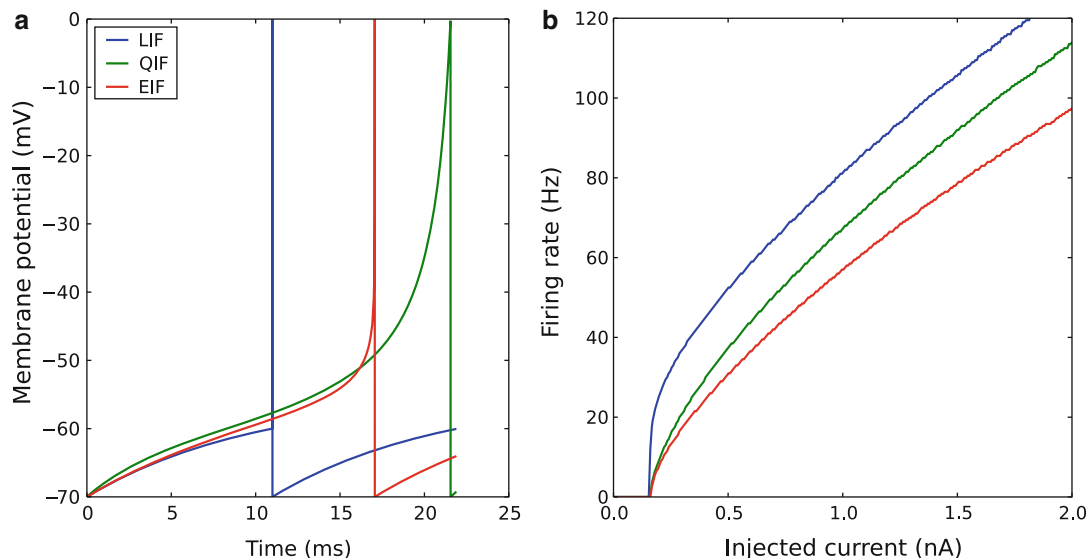 a
LIF
QIF
EIF
0
−10
−20
−30
−40
−50
−60
−70
Membrane potential (mV)
0
5
10
15
20
25
Time (ms)
b
120
100
80
60
40
20
0
Firing rate (Hz)
0.0
0.5
1.0
1.5
2.0
Injected current (nA)